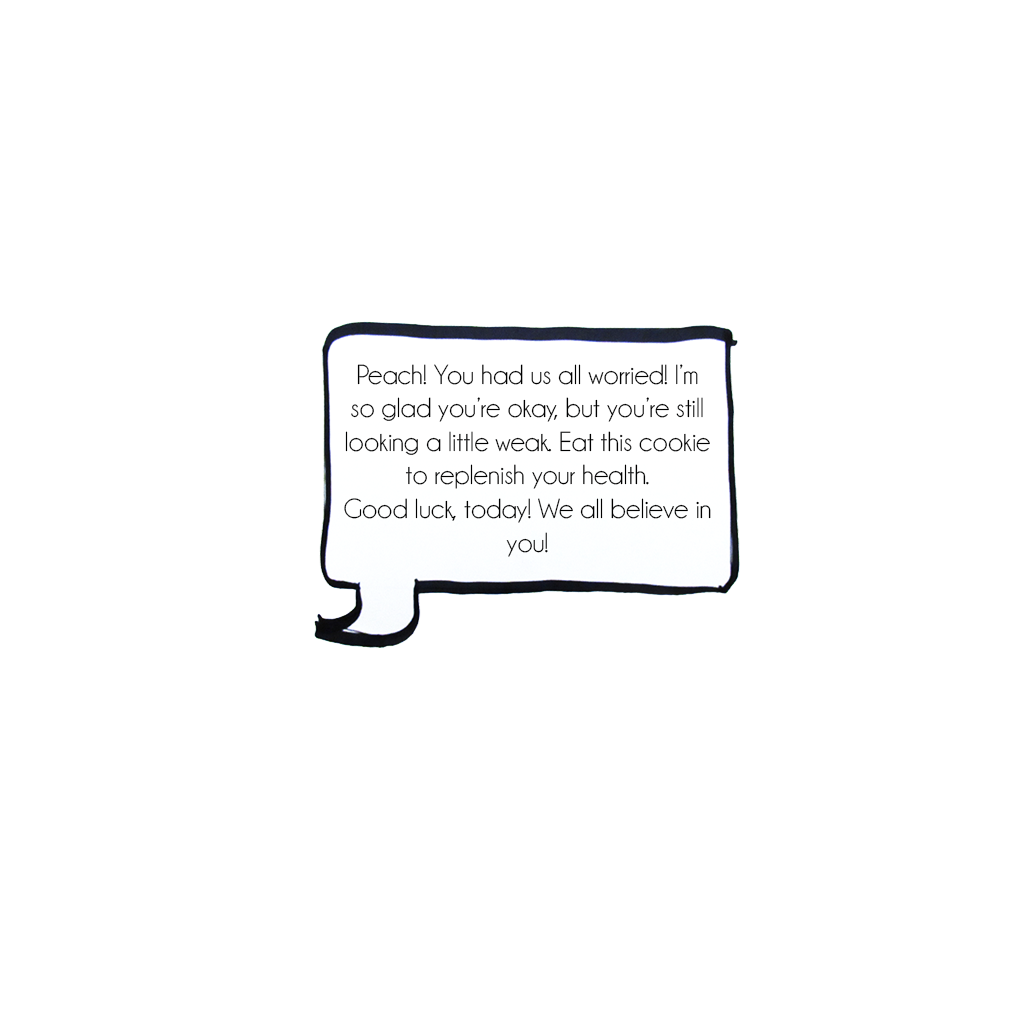 Peach! You had us all worried! I'm
so glad you're okay, but you're still
looking a little weak. Eat this cookie
to replenish your health.
Good luck, today! We all believe in
you!